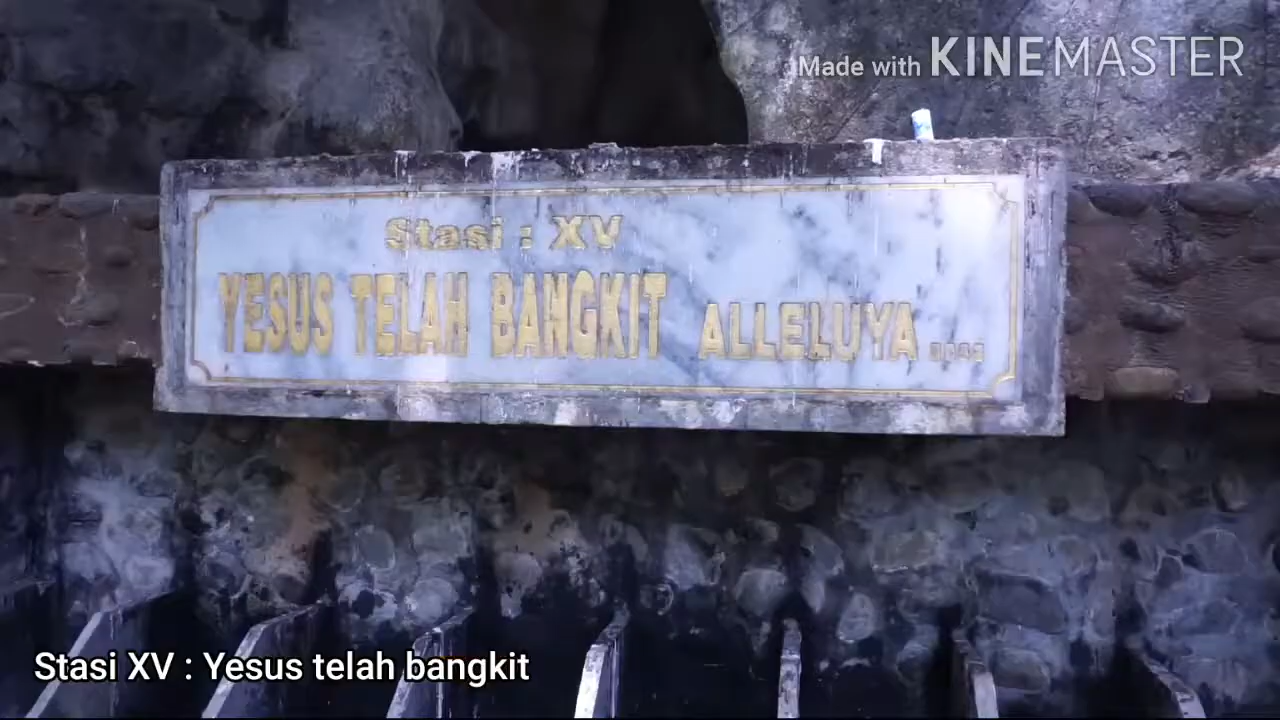 Made with KINEMASTER
Stasi : XV
YESUS TELAH BANGKIT ALLELUYA ....
Stasi XV : Yesus telah bangkit